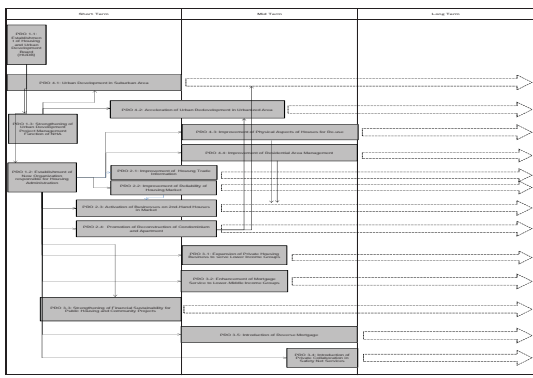 Short Term
Mid Term
Long Term
PRO 1.1:
Establishment
of Housing
and Urban
Development
Board
PRO 4.1: Urban Development in Suburban Area
PRO 4.2: Acceleration of Urban Redevelopment in Urbanized Area
PRO 1.3: Strengthening of
Urban Development
Project Management
Function of NHA
PRO 4.3: Improvement of Physical Aspects of Houses for Re-use
PRO 4.4: Improvement of Residential Area Management
PRO 1.2: Establishment of
New Organization
responsible for Housing
Administration
PRO 2.1: Improvement of Housing Trade
Information
PRO 2.2: Improvement of Reliability of
Housing Market
PRO 2.3: Activation of Businesses on 2nd-Hand Houses
in Market
PRO 2.4: Promotion of Reconstruction of Condominium
and Apartment
PRO 3.1: Expansion of Private Housing
Business to serve Lower-Income Groups
PRO 3.2: Enhancement of Mortgage
Service to Lower-Middle Income Groups
PRO 3.3: Strengthening of Financial Sustainability for
Public Housing and Community Projects
PRO 3.5: Introduction of Reverse Mortgage
PRO 3.4: Introduction of
Private Collaboration to
Safety Net Services